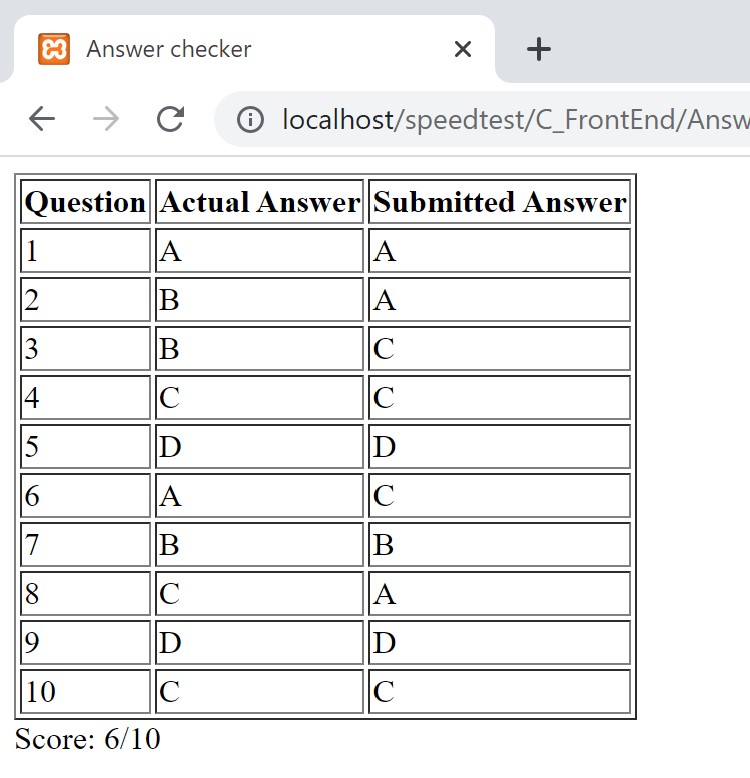 Answer checker
localhost/speedtest/C_FrontEnd/Answ
Question Actual Answer Submitted Answer
1 A A
2 B A
3 B C
4 C C
5 D D
6 A C
7 B B
8 C A
9 D D
10 C C
Score: 6/10